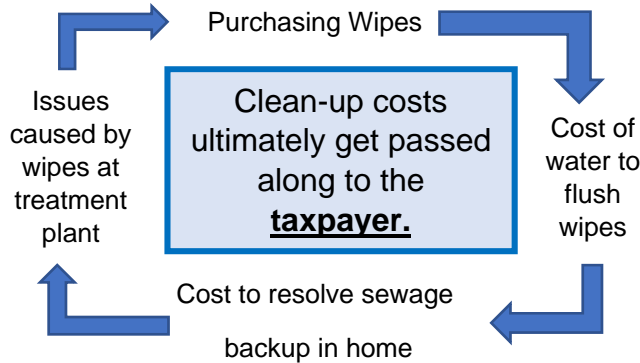 Purchasing Wipes
Cost of
water to
flush
wipes
Cost to resolve sewage
backup in home
Issues
caused by
wipes at
treatment
plant
Clean-up costs
ultimately get passed
along to the
taxpayer.